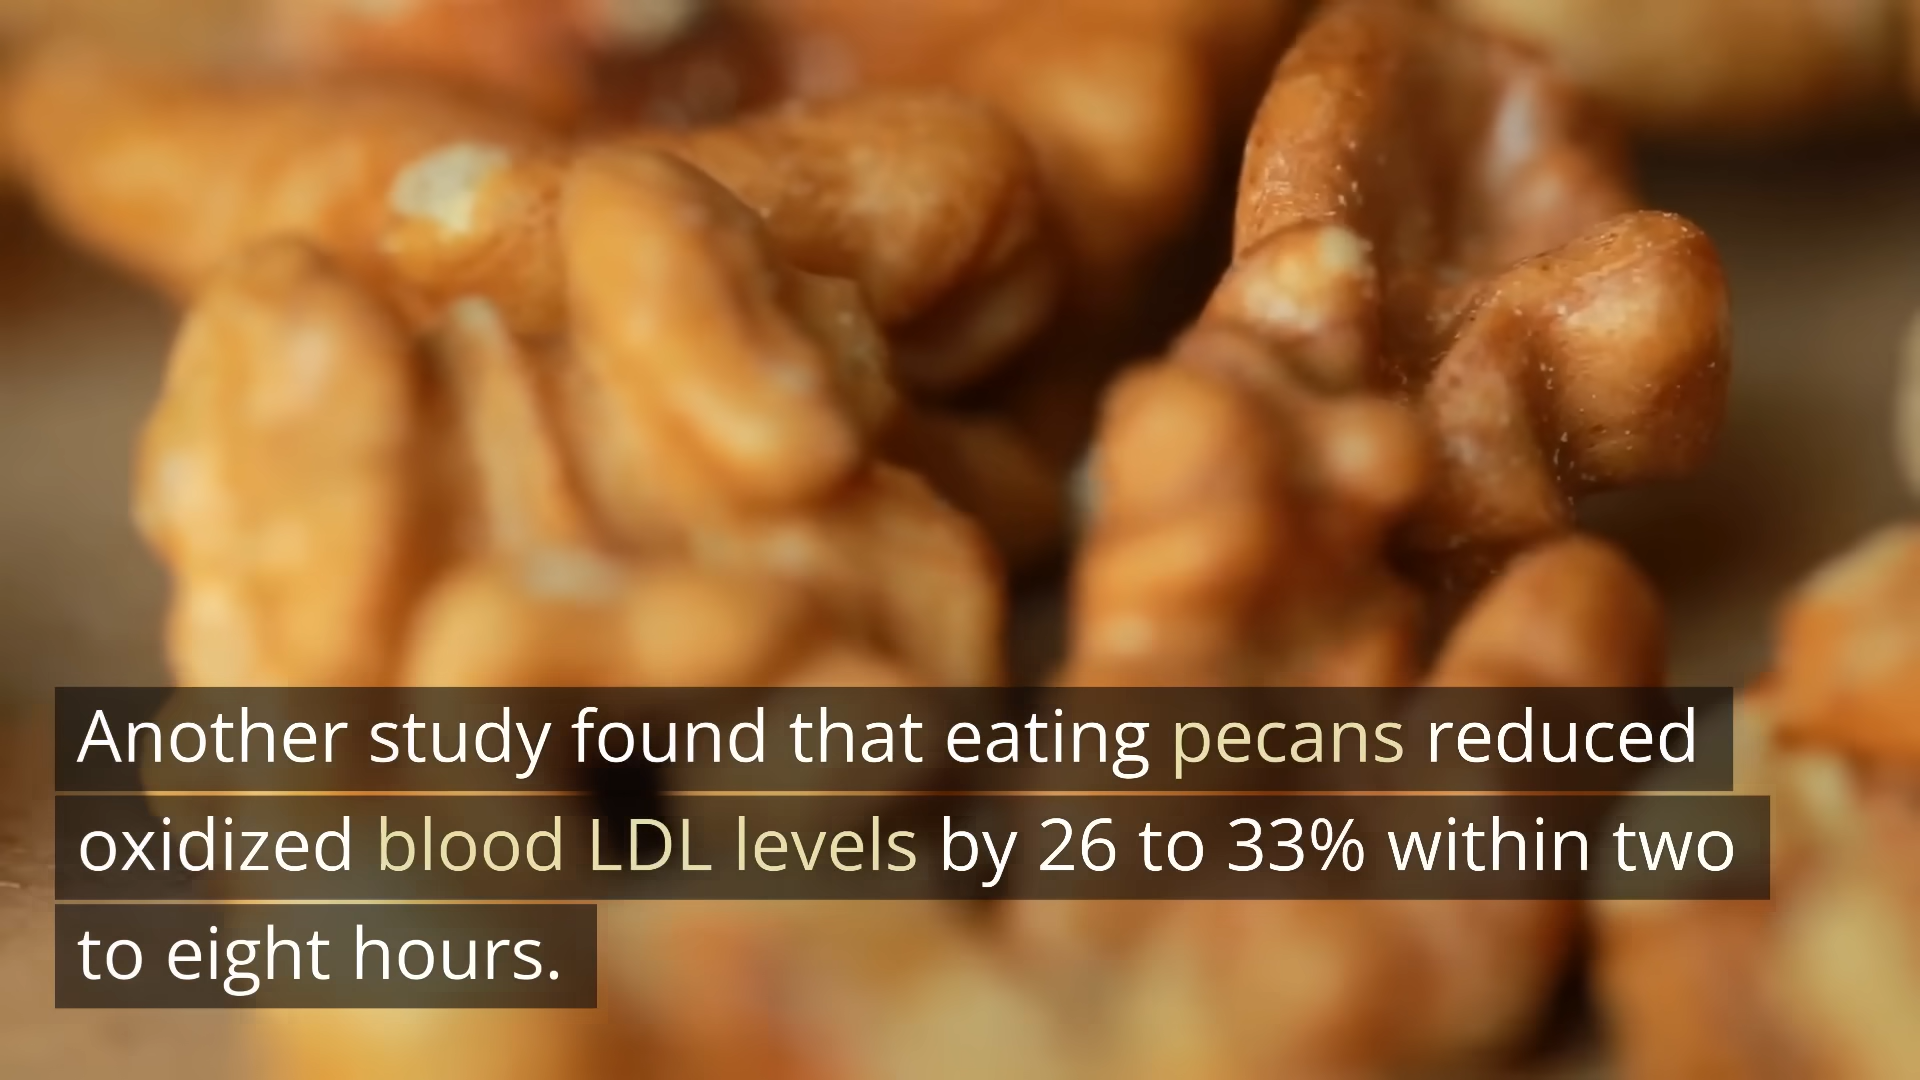 Another study found that eating pecans reduced
oxidized blood LDL levels by 26 to 33% within two
to eight hours.